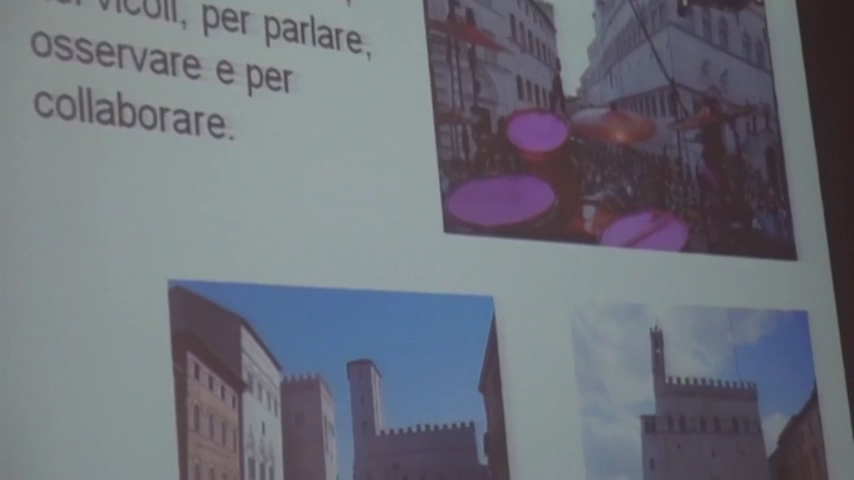 vicoli, per parlare,
osservare e per
collaborare.